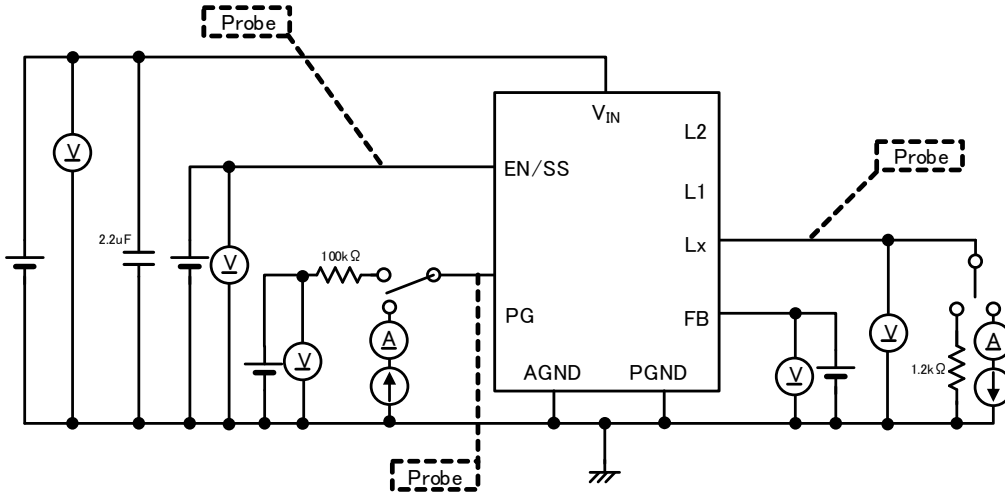 Probe
V
VIN
L2
EN/SS
L1
Probe
2.2uF
V
100kΩ
Lx
PG
FB
V
A
V
V
1.2kΩ
A
AGND
PGND
Probe